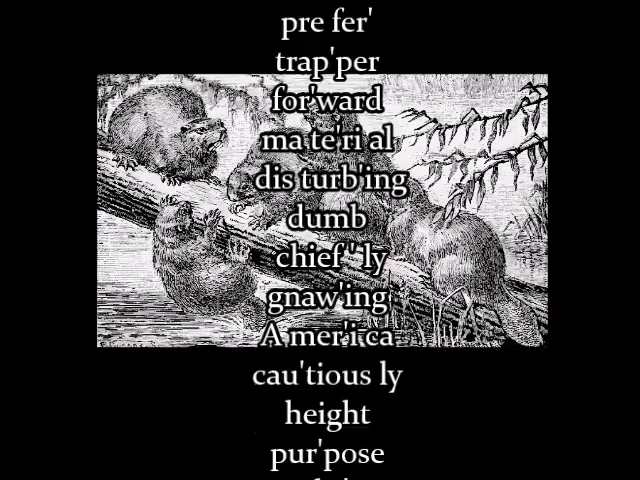 pre fer'
trap'per
for'ward
ma te'ri al
dis turb'ing
dumb
chief ' ly
gnaw'ing
A mer'i ca
cau'tious ly
height
pur'pose